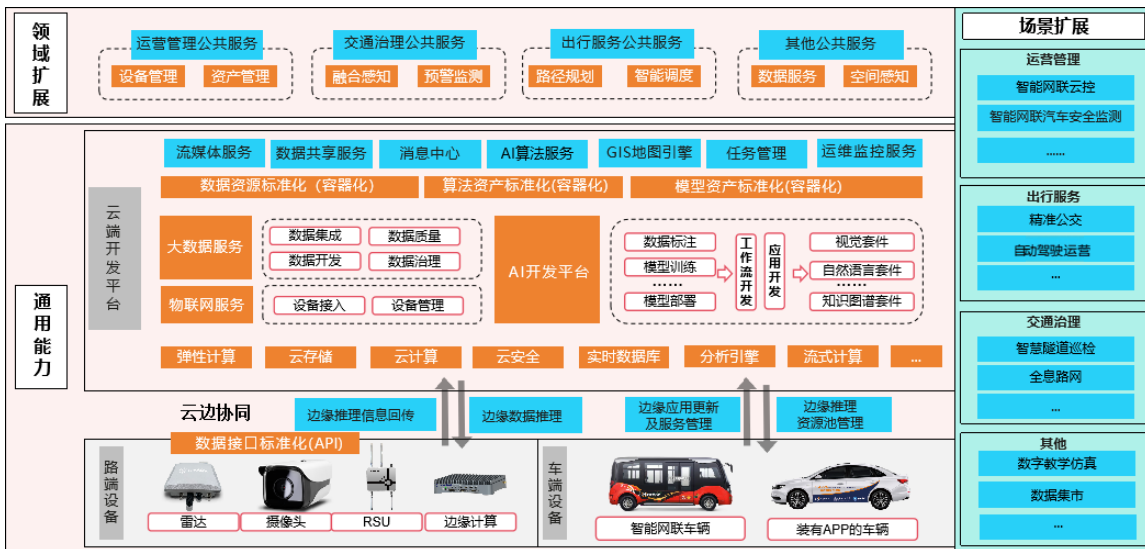 领域扩展
运营管理公共服务
设备管理
资产管理
交通治理公共服务
融合感知
预警监测
出行服务公共服务
路径规划
智能调度
其他公共服务
数据服务
空间感知
通用能力
云端开发平台
流媒体服务
数据共享服务
消息中心
AI算法服务
GIS地图引擎
任务管理
运维监控服务
数据资源标准化（容器化）
算法资产标准化(容器化)
模型资产标准化(容器化)
大数据服务
数据集成
数据质量
数据开发
数据治理
物联网服务
设备接入
设备管理
AI开发平台
数据标注
模型训练
......
模型部署
工作流开发
应用开发
视觉套件
自然语言套件
......
知识图谱套件
弹性计算
云存储
云计算
云安全
实时数据库
分析引擎
流式计算
...
云边协同
边缘推理信息回传
边缘数据推理
边缘应用更新
及服务管理
边缘推理
资源池管理
数据接口标准化(API)
路端设备
雷达
摄像头
RSU
边缘计算
车端设备
智能网联车辆
装有APP的车辆
场景扩展
运营管理
智能网联云控
智能网联汽车安全监测
......
出行服务
精准公交
自动驾驶运营
...
交通治理
智慧隧道巡检
全息路网
...
其他
数字教学仿真
数据集市
...